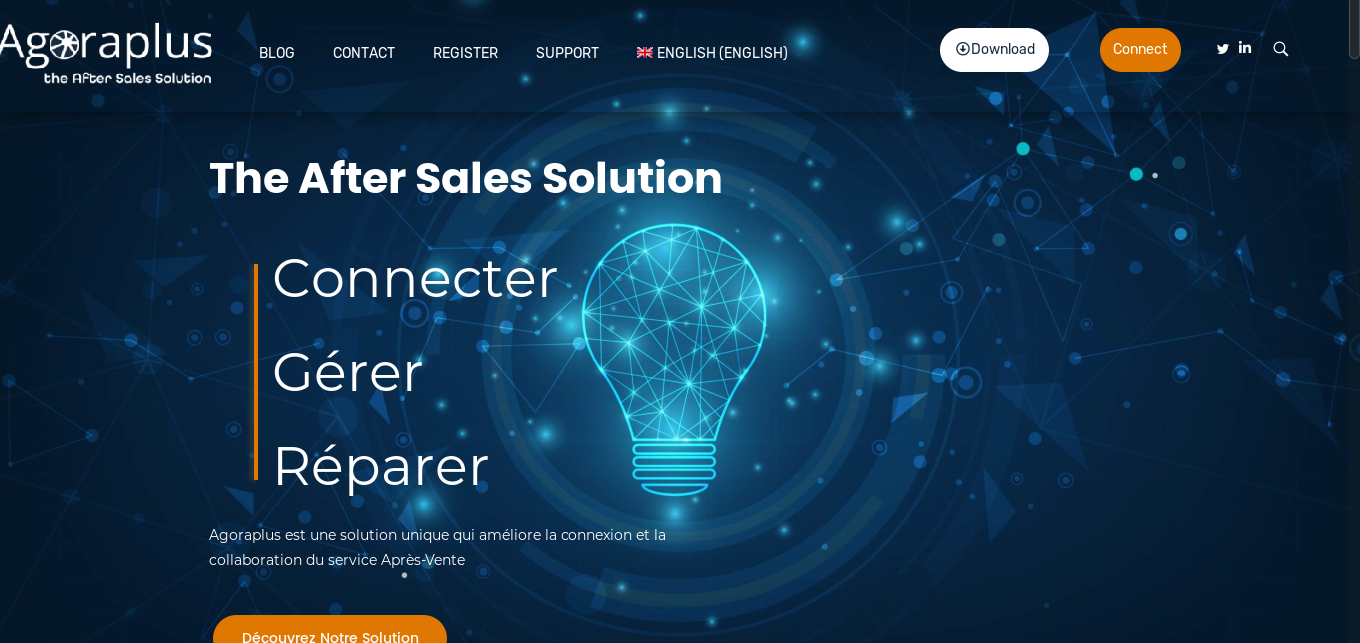 Agoraplus
the After Sales Solution
BLOG CONTACT REGISTER SUPPORT ENGLISH (ENGLISH)
Download
Connect
The After Sales Solution
Connecter
Gérer
Réparer
Agoraplus est une solution unique qui améliore la connexion et la
collaboration du service Après-Vente
Découvrez Notre Solution